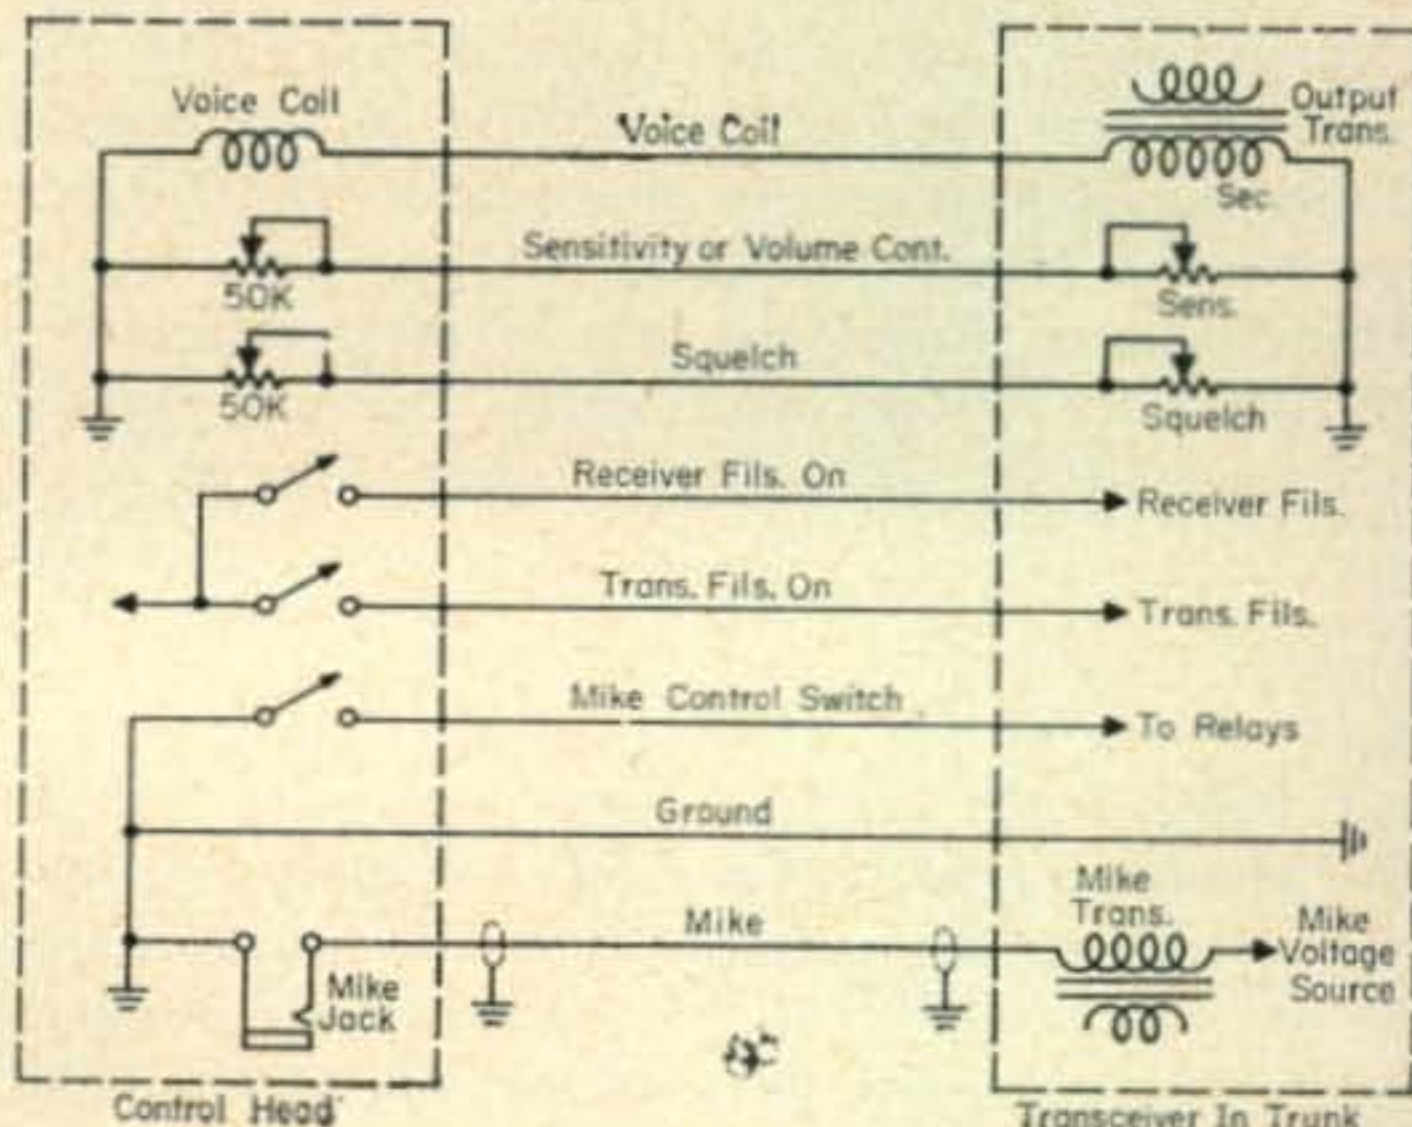 Voice Coil
Voice Coil
Output
Trans.
Sec.
Sensitivity or Volume Cont.
50K
Sens.
Squelch
50K
Squelch
Receiver Fils. On
Receiver Fils.
Trans. Fils. On
Trans. Fils.
Mike Control Switch
To Relays
Ground
Mike
Trans.
Mike
Mike
Voltage
Source
Mike
Jack
Control Head
Transceiver In Trunk